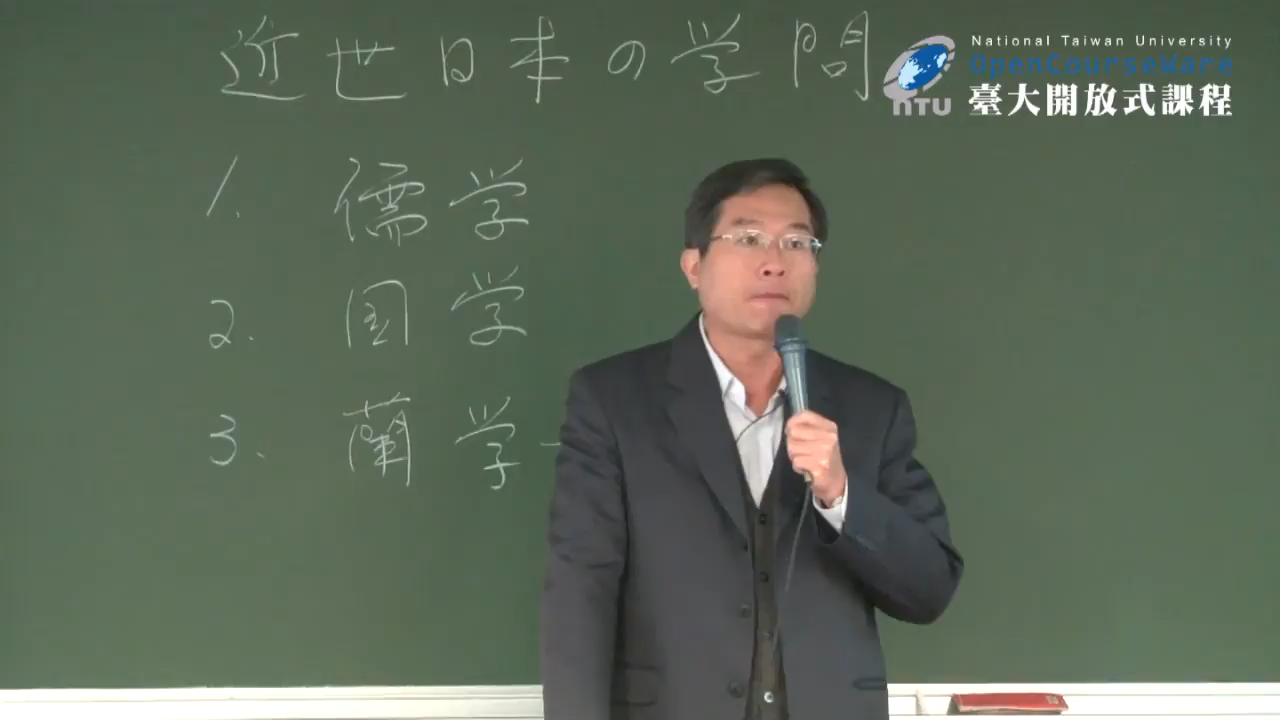 近世日本の学問
1. 儒学
2. 国学
3. 蘭学
National Taiwan University
OpenCourseWare
NTU
臺大開放式課程